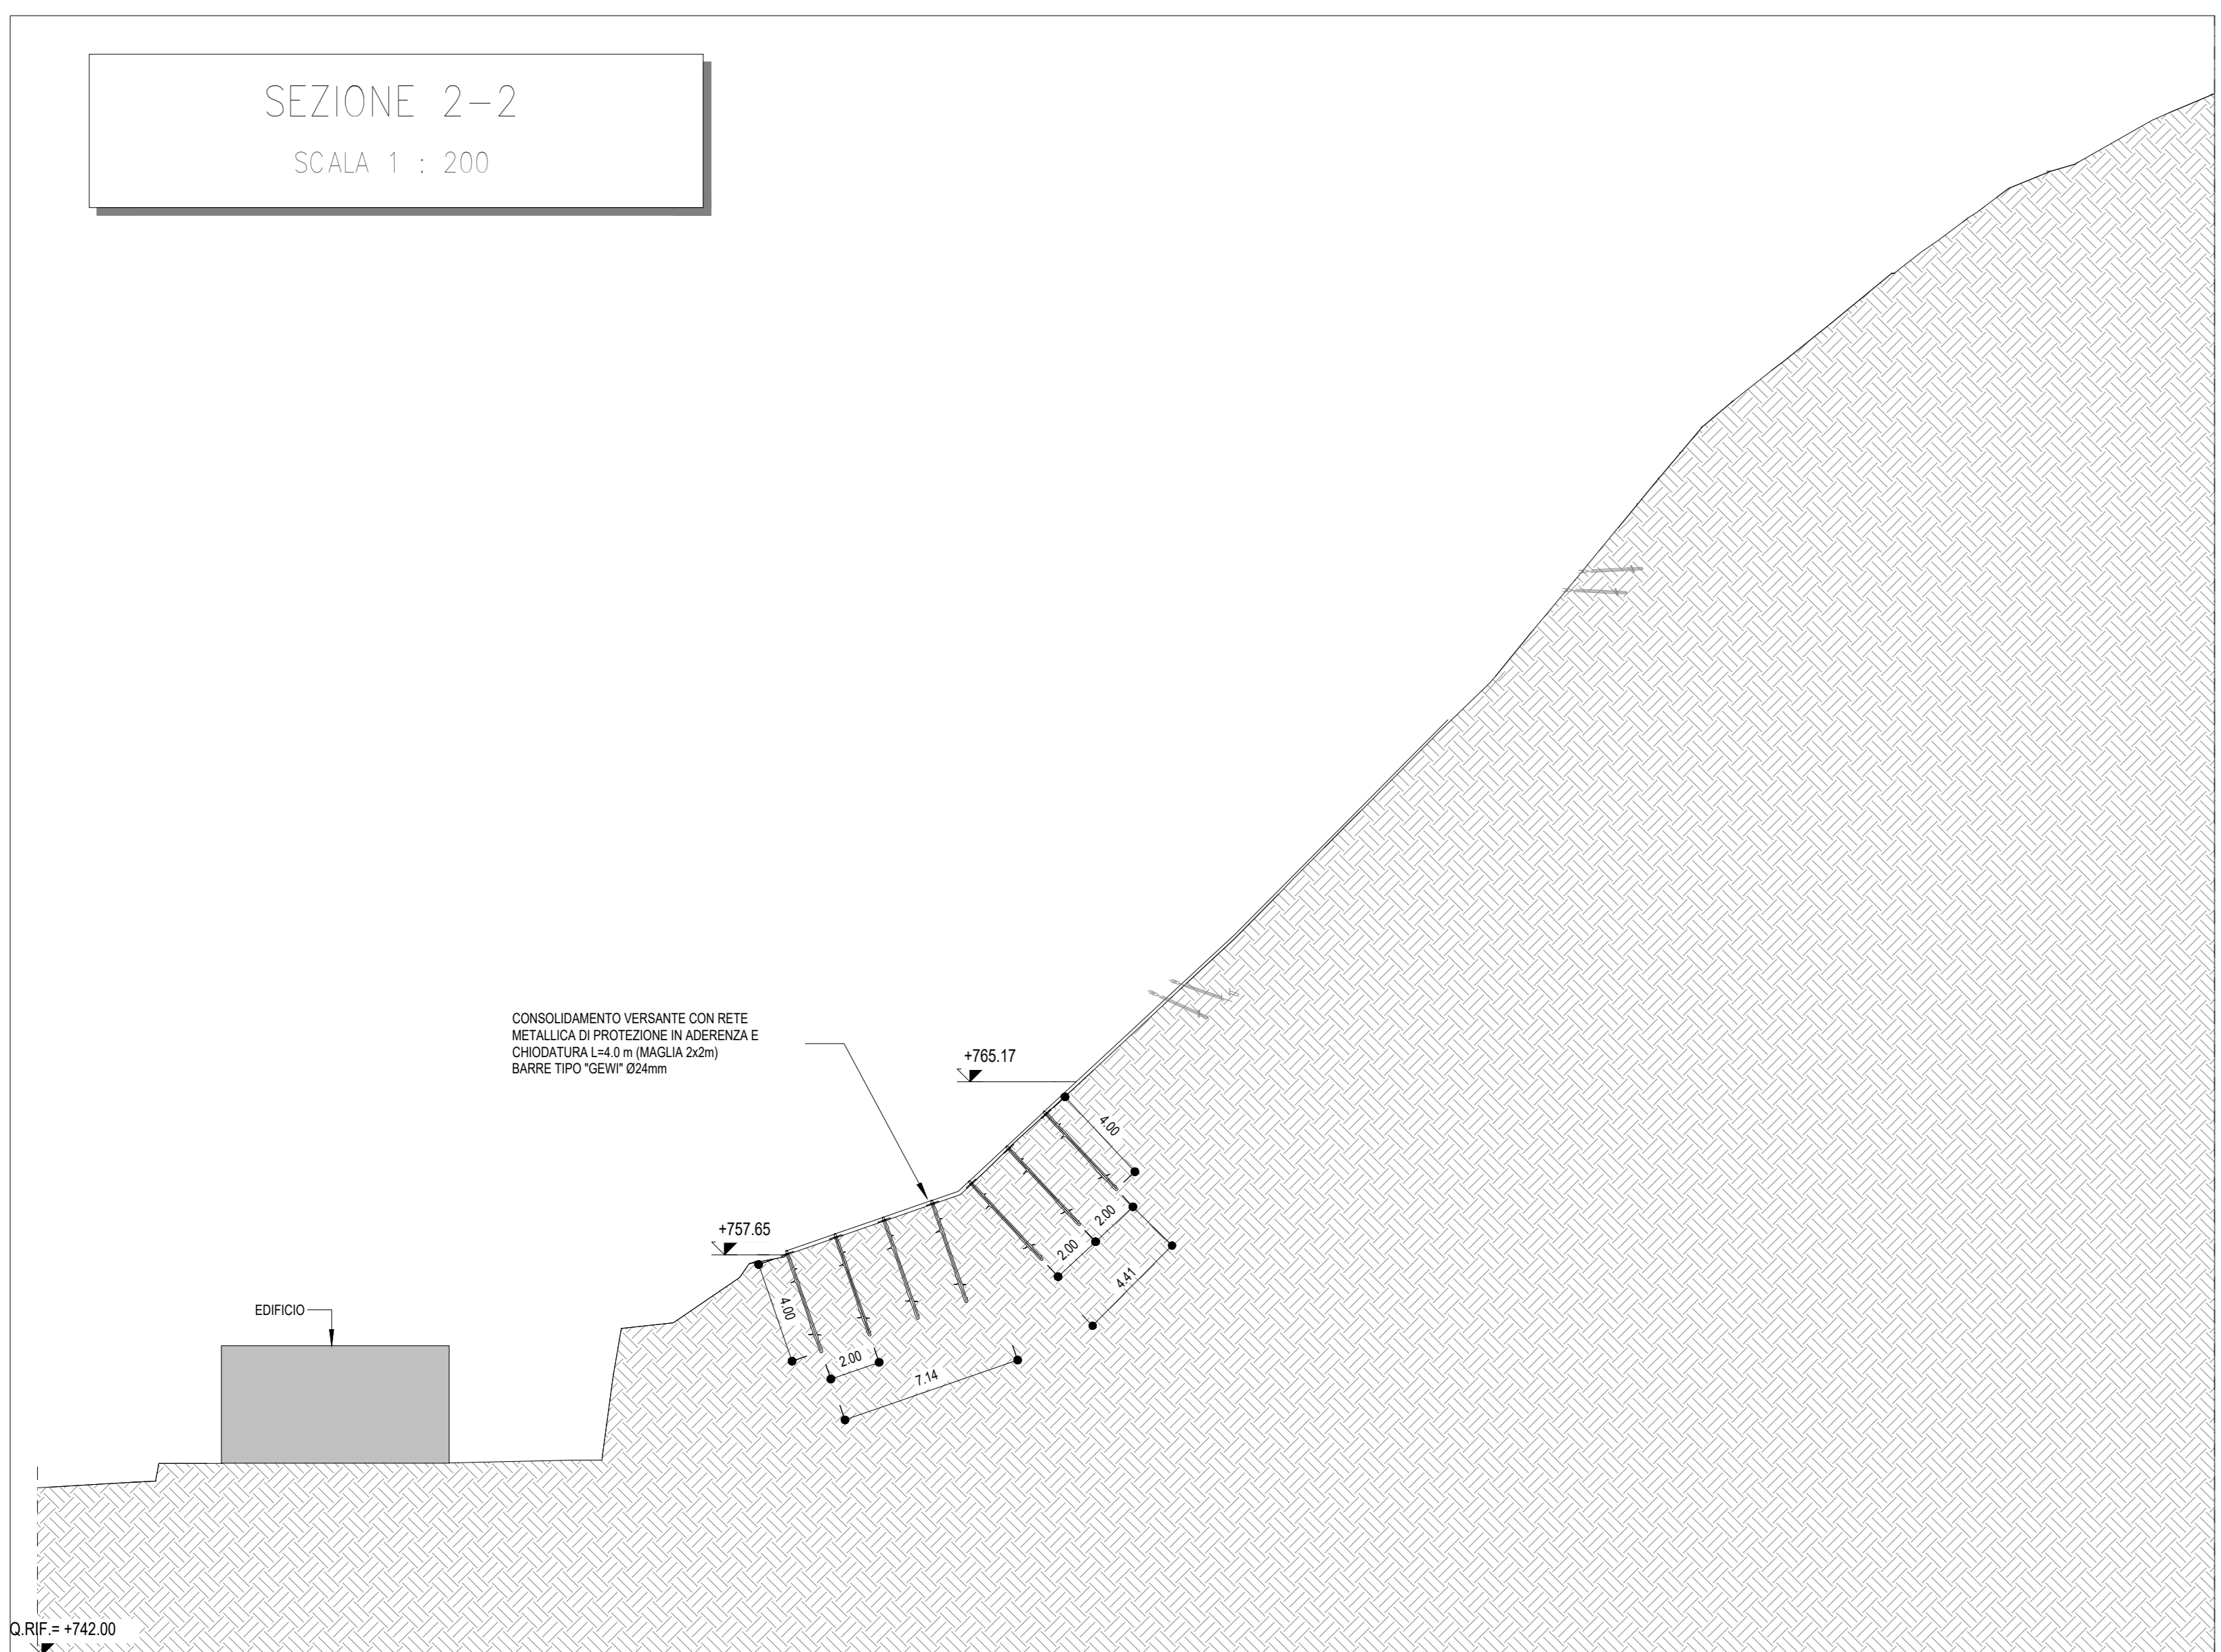 SEZIONE 2-2
SCALA 1 : 200
CONSOLIDAMENTO VERSANTE CON RETE
METALLICA DI PROTEZIONE IN ADERENZA E
CHIODATURA L=4.0 m (MAGLIA 2x2m)
BARRE TIPO "GEWI" Ø24mm
+765.17
4.00
+757.65
2.00
2.00
4.41
4.00
2.00
7.14
EDIFICIO
Q.RIF.= +742.00